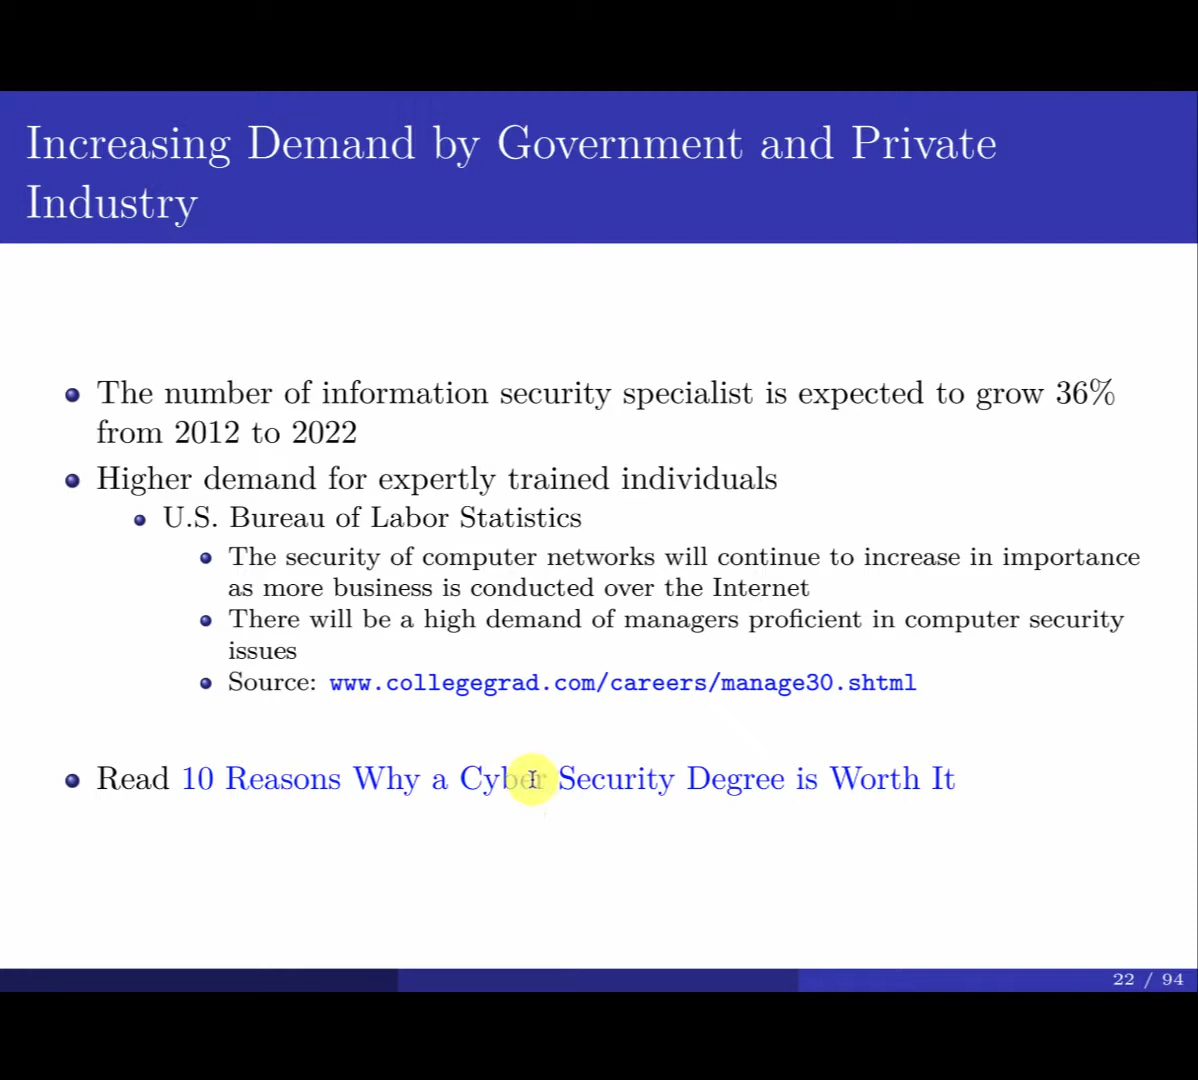 Increasing Demand by Government and Private
Industry
The number of information security specialist is expected to grow 36%
from 2012 to 2022
Higher demand for expertly trained individuals
U.S. Bureau of Labor Statistics
The security of computer networks will continue to increase in importance
as more business is conducted over the Internet
There will be a high demand of managers proficient in computer security
issues
Source: www.collegegrad.com/careers/manage30.shtml
Read 10 Reasons Why a Cyber Security Degree is Worth It
22 / 94